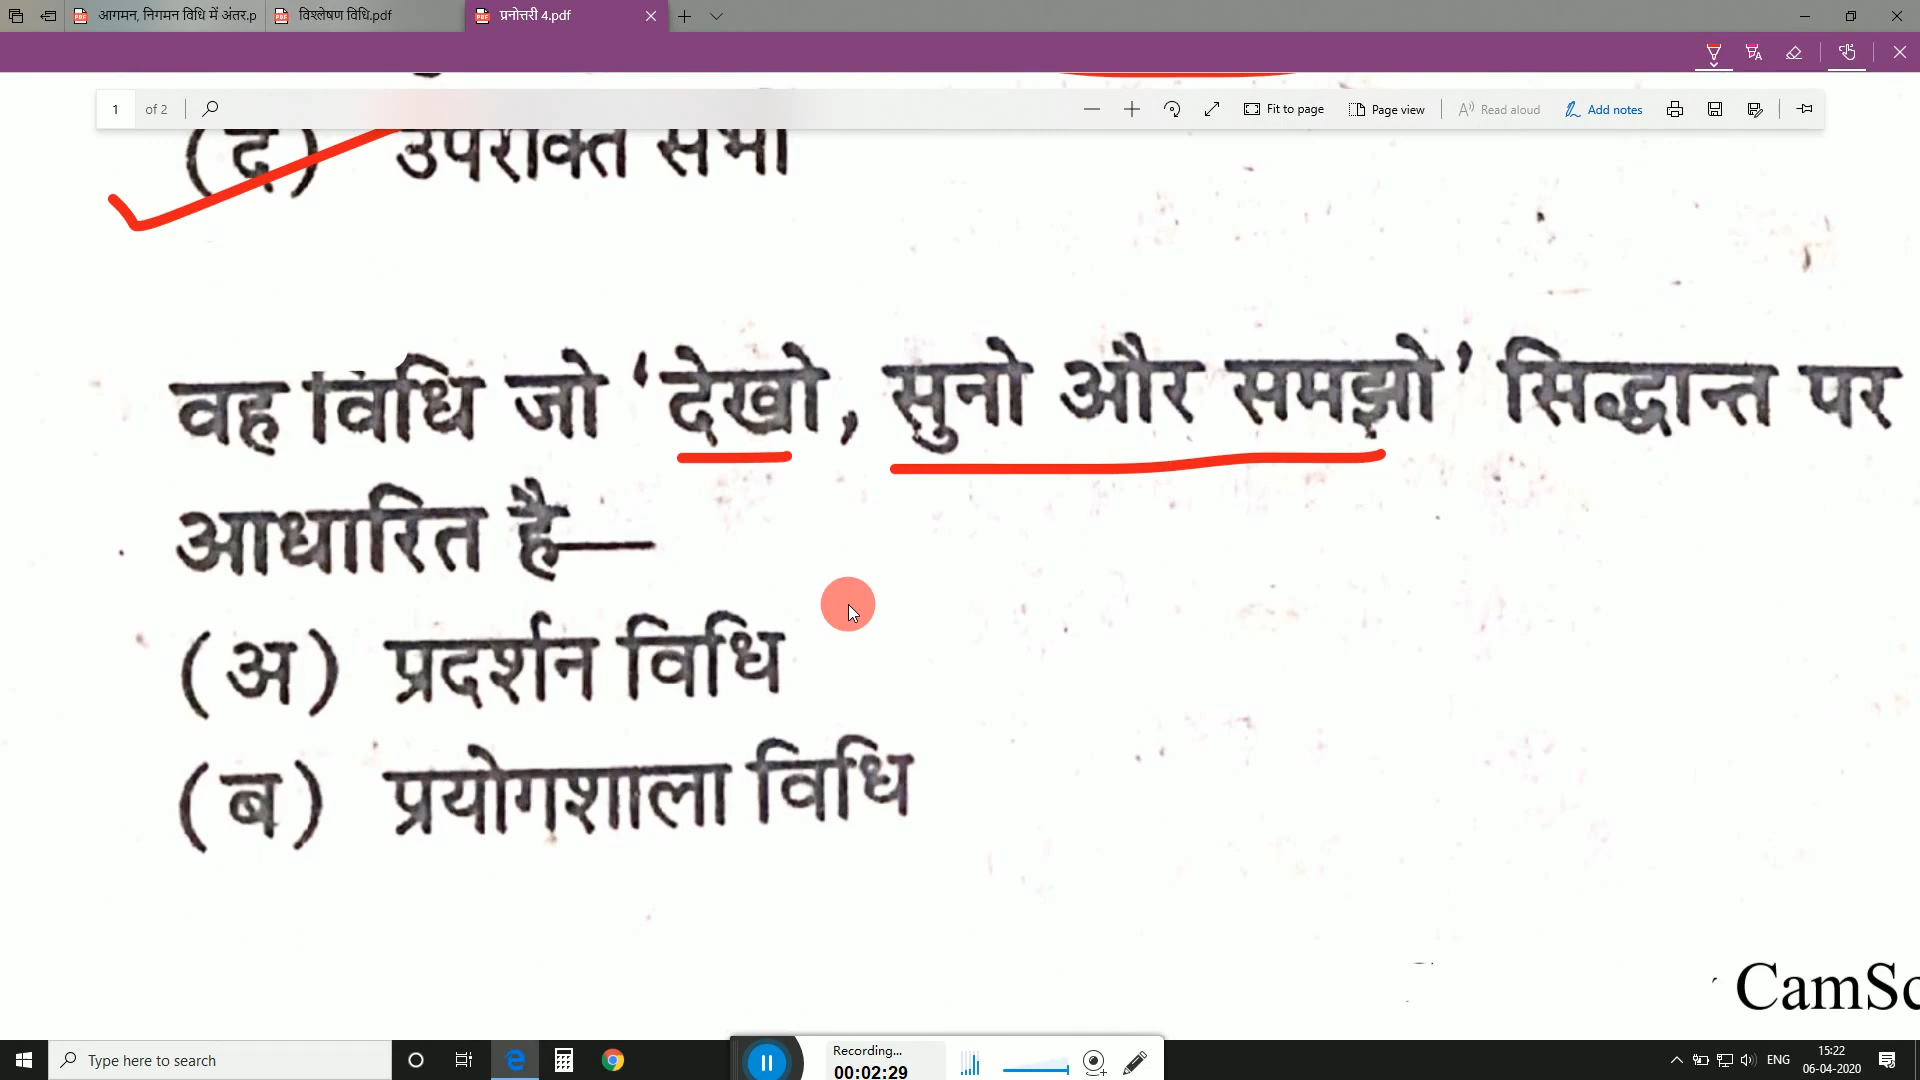 आगमन, निगमन विधि में अंतर.p
विश्लेषण विधि.pdf
प्रनोत्तरी 4.pdf
1 of 2
Fit to page
Page view
Read aloud
Add notes
(द) उपरोक्त सभी
वह विधि जो ‘देखो, सुनो और समझो’ सिद्धान्त पर
आधारित है—
(अ) प्रदर्शन विधि
(ब) प्रयोगशाला विधि
CamSc
Type here to search
Recording...
00:02:29
ENG
15:22
06-04-2020